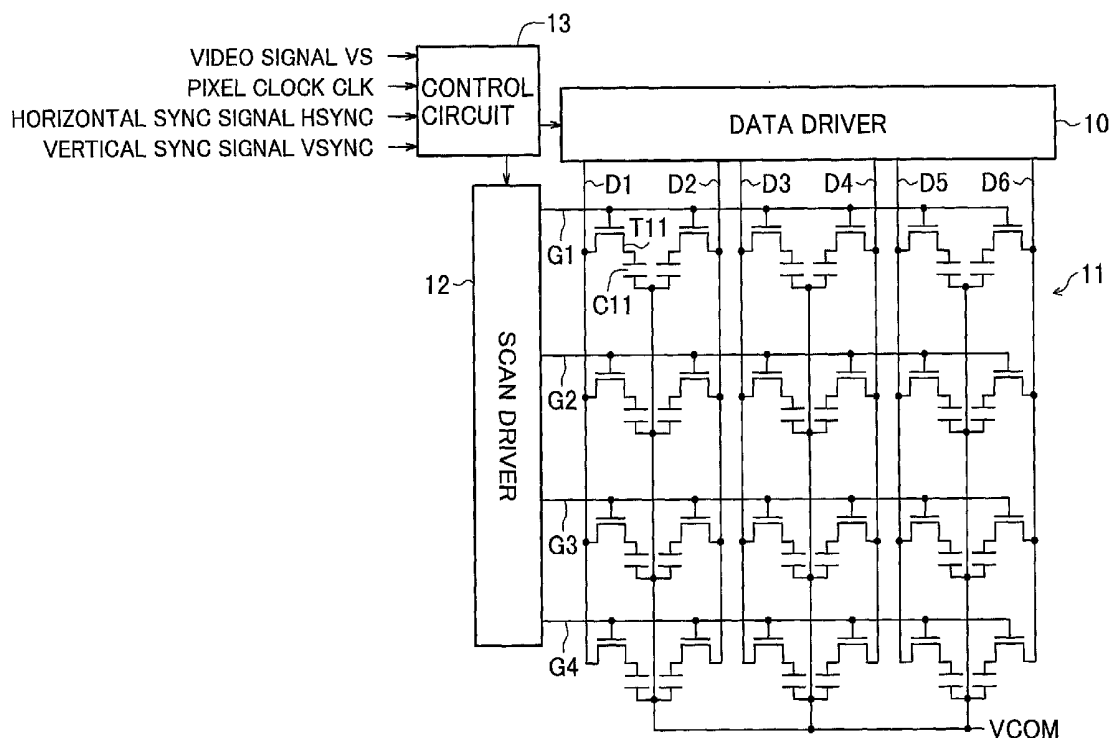 13
VIDEO SIGNAL VS
PIXEL CLOCK CLK
HORIZONTAL SYNC SIGNAL HSYNC
VERTICAL SYNC SIGNAL VSYNC
CONTROL
CIRCUIT
DATA DRIVER
10
D1 D2 D3 D4 D5 D6
T11
G1
C11
12
11
SCAN DRIVER
G2
G3
G4
VCOM